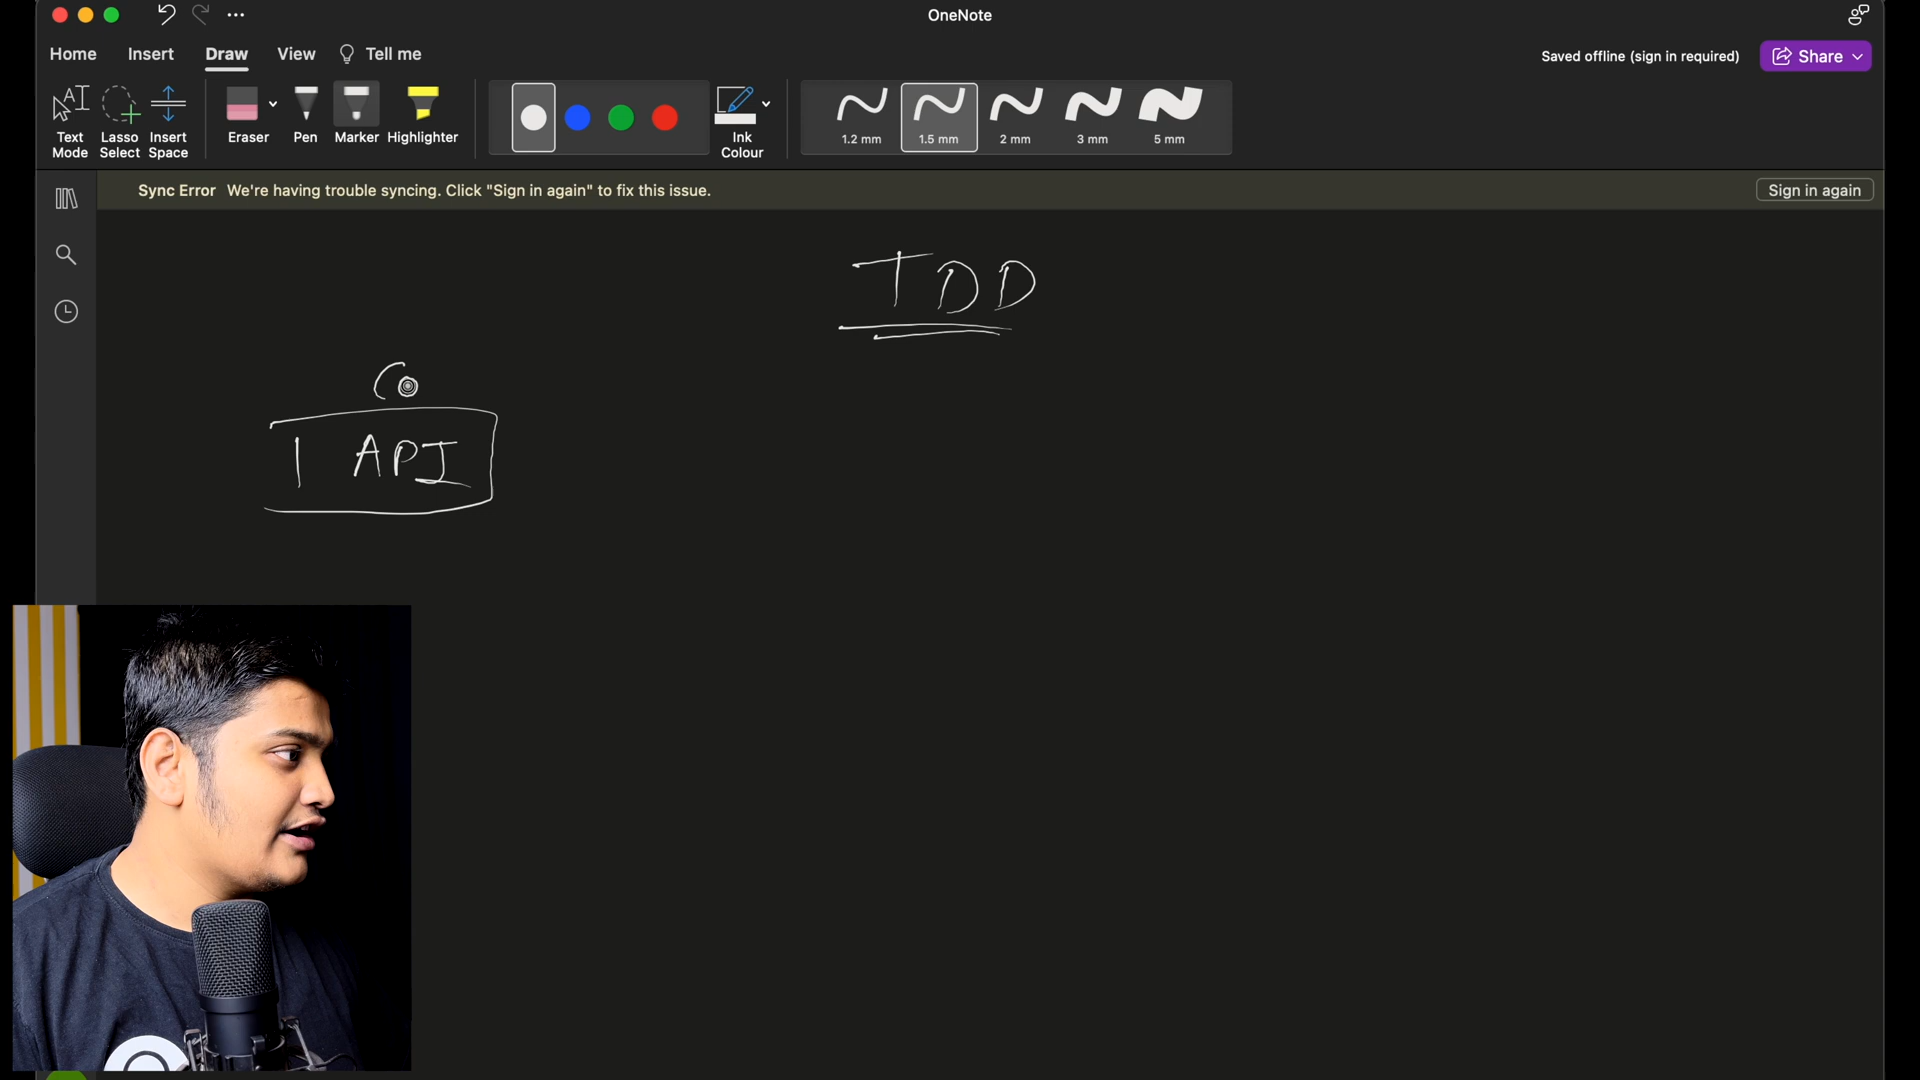 OneNote
Home Insert Draw View Tell me
Saved offline (sign in required)
Share
Text Mode
Lasso Select
Insert Space
Eraser
Pen
Marker
Highlighter
Ink Colour
1.2 mm
1.5 mm
2 mm
3 mm
5 mm
Sync Error We're having trouble syncing. Click "Sign in again" to fix this issue.
Sign in again
TDD
Co
1 API